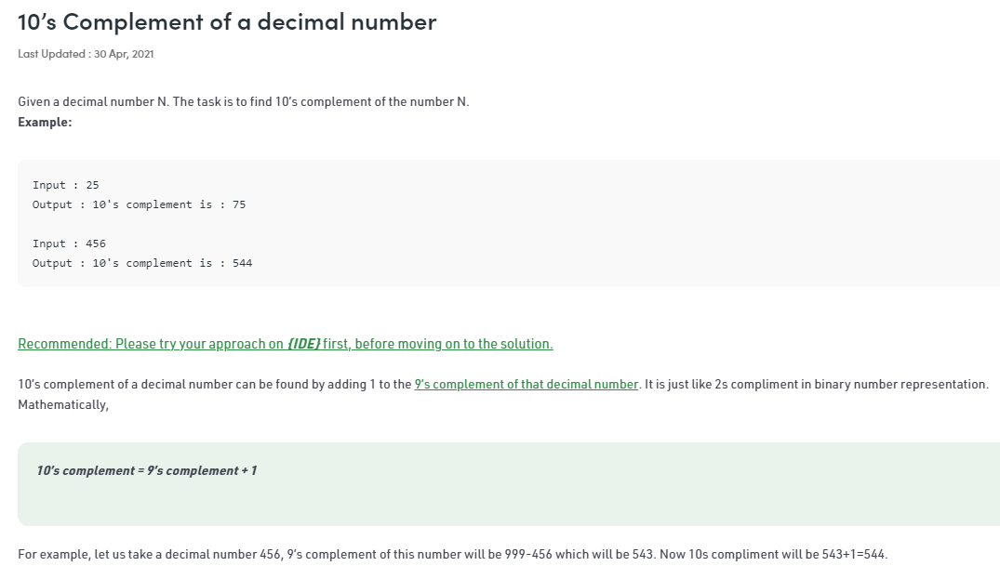 10’s Complement of a decimal number
Last Updated : 30 Apr, 2021
Given a decimal number N. The task is to find 10’s complement of the number N.
Example:
Input : 25
Output : 10's complement is : 75
Input : 456
Output : 10's complement is : 544
Recommended: Please try your approach on {IDE} first, before moving on to the solution.
10’s complement of a decimal number can be found by adding 1 to the 9’s complement of that decimal number. It is just like 2s compliment in binary number representation.
Mathematically,
10’s complement = 9’s complement + 1
For example, let us take a decimal number 456, 9’s complement of this number will be 999-456 which will be 543. Now 10s compliment will be 543+1=544.